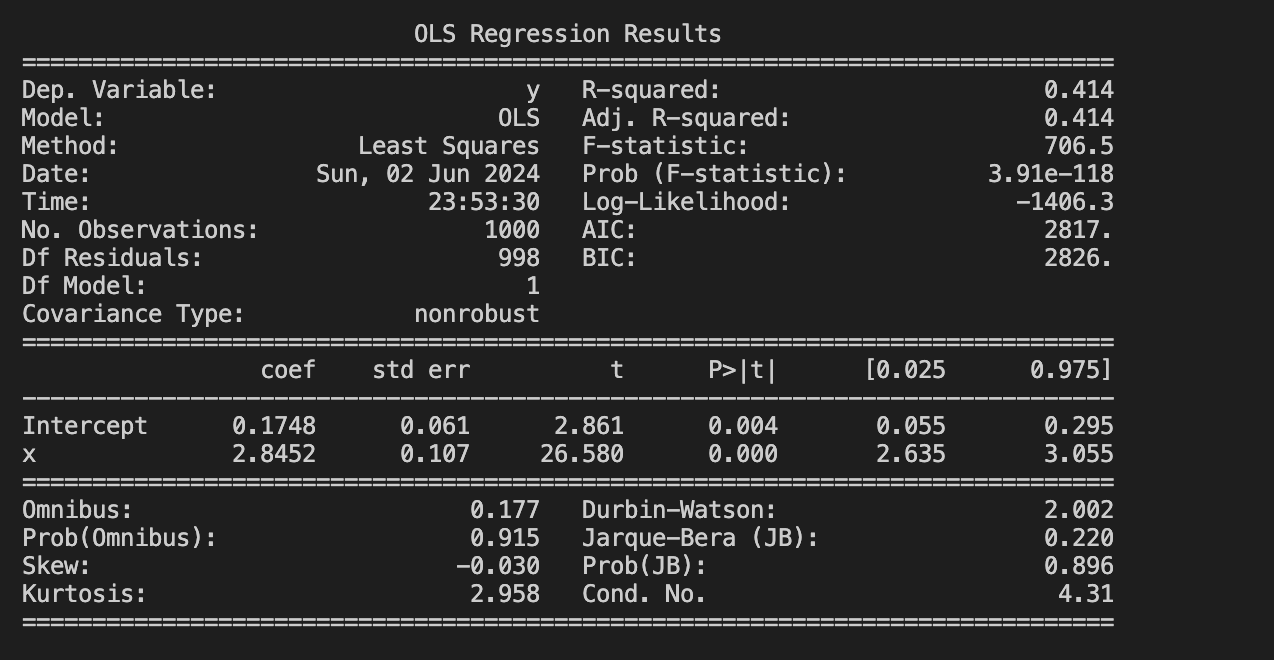 OLS Regression Results
==============================================================================
Dep. Variable:                      y   R-squared:                       0.414
Model:                            OLS   Adj. R-squared:                  0.414
Method:                 Least Squares   F-statistic:                     706.5
Date:                Sun, 02 Jun 2024   Prob (F-statistic):          3.91e-118
Time:                        23:53:30   Log-Likelihood:                -1406.3
No. Observations:                1000   AIC:                             2817.
Df Residuals:                     998   BIC:                             2826.
Df Model:                           1
Covariance Type:            nonrobust
==============================================================================
                 coef    std err          t      P>|t|      [0.025      0.975]
------------------------------------------------------------------------------
Intercept      0.1748      0.061      2.861      0.004       0.055       0.295
x              2.8452      0.107     26.580      0.000       2.635       3.055
==============================================================================
Omnibus:                        0.177   Durbin-Watson:                   2.002
Prob(Omnibus):                  0.915   Jarque-Bera (JB):                0.220
Skew:                          -0.030   Prob(JB):                        0.896
Kurtosis:                       2.958   Cond. No.                         4.31
==============================================================================